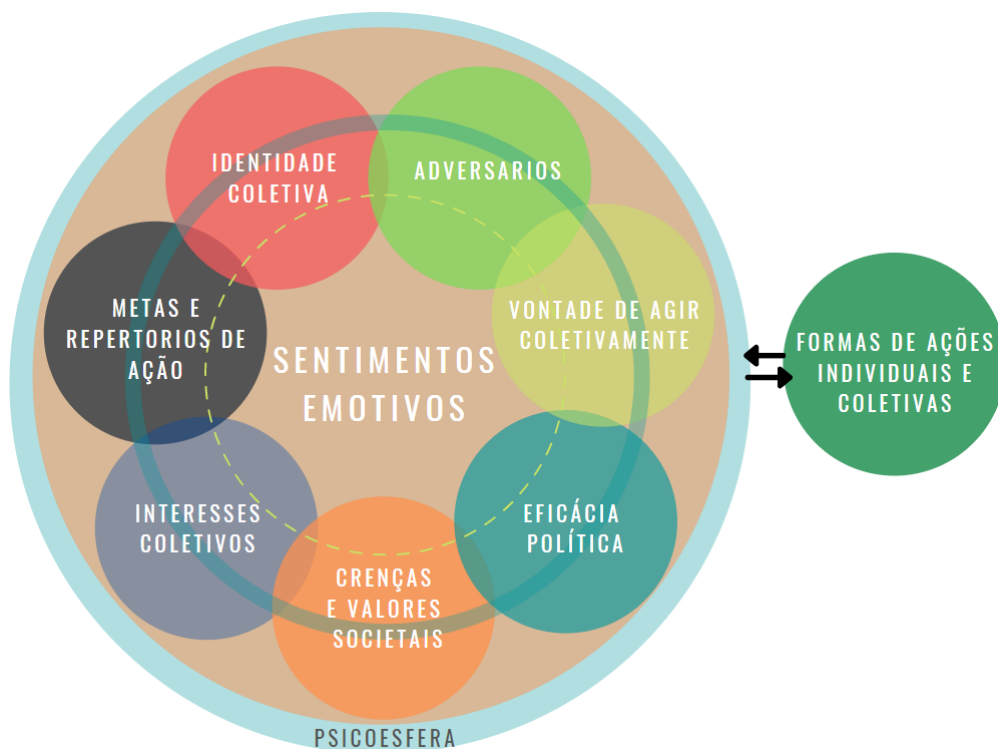 IDENTIDADE
COLETIVA
ADVERSARIOS
METAS E
REPERTORIOS DE
AÇÃO
VONTADE DE AGIR
COLETIVAMENTE
SENTIMENTOS
EMOTIVOS
FORMAS DE AÇÕES
INDIVIDUAIS E
COLETIVAS
INTERESSES
COLETIVOS
EFICÁCIA
POLÍTICA
CRENÇAS
E VALORES
SOCIETAIS
PSICOESFERA